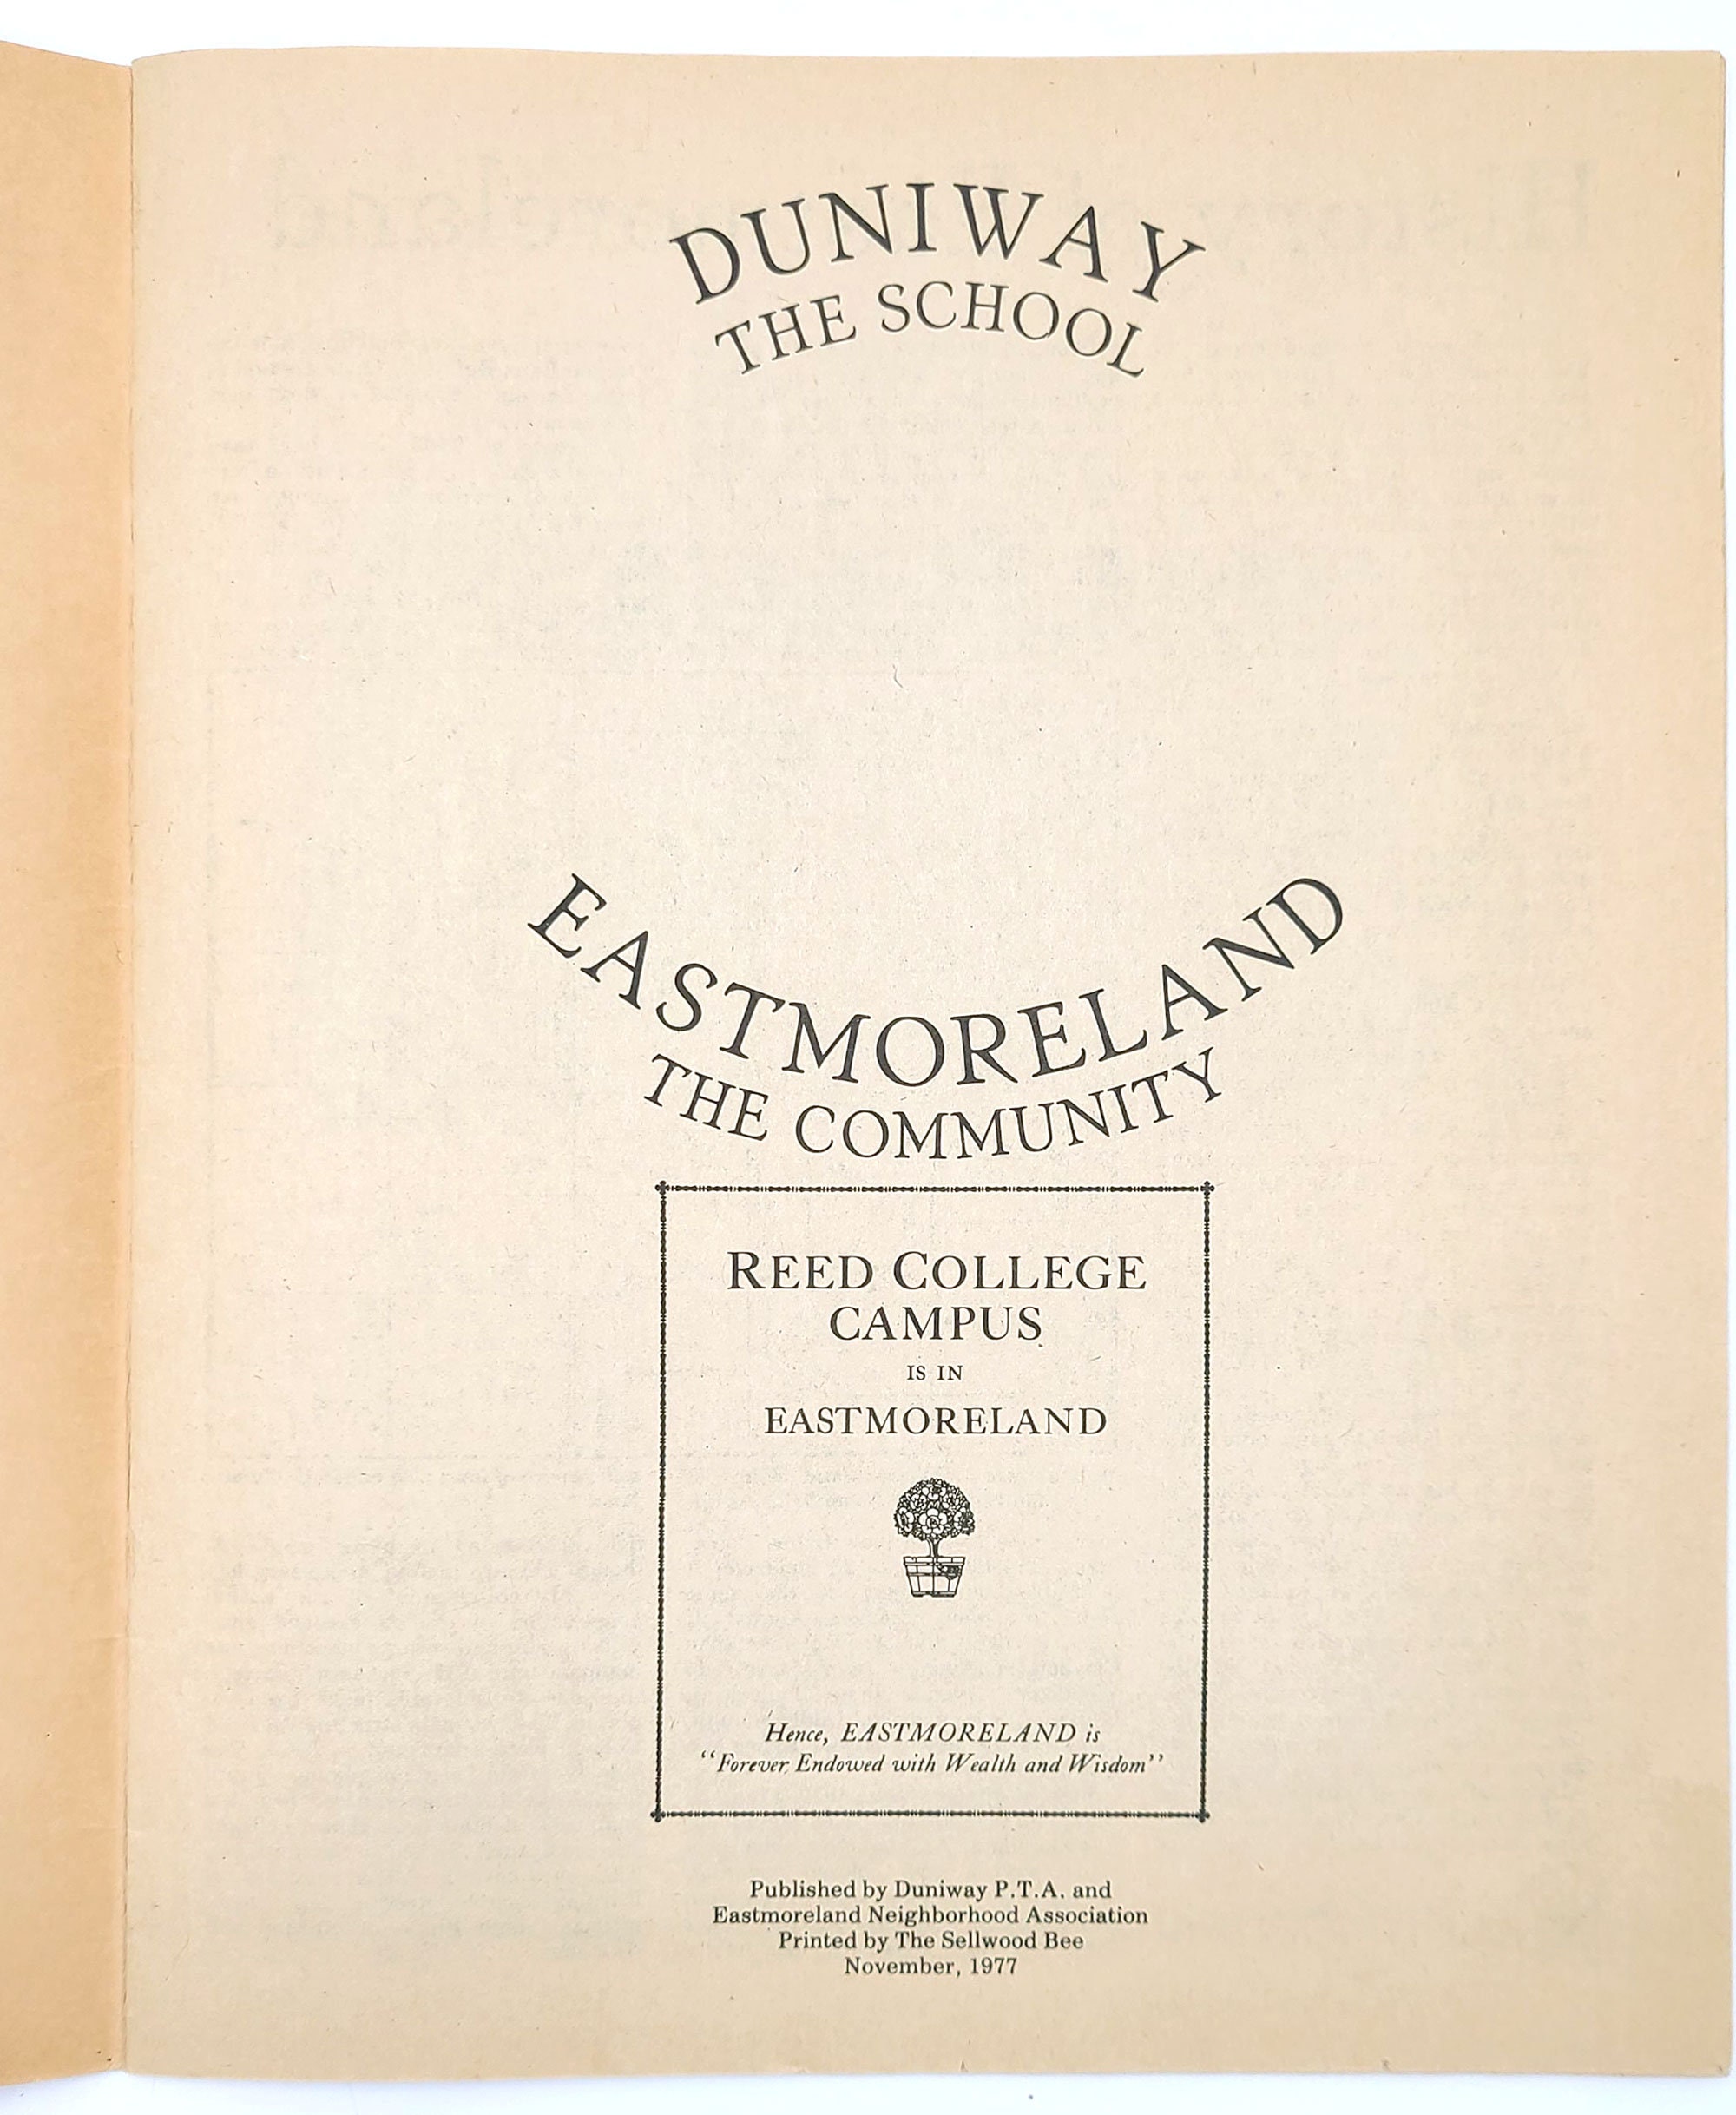 DUNIWAY
THE SCHOOL
EASTMORELAND
THE COMMUNITY
REED COLLEGE
CAMPUS
IS IN
EASTMORELAND
Hence, EASTMORELAND is
“Forever Endowed with Wealth and Wisdom”
Published by Duniway P.T.A. and
Eastmoreland Neighborhood Association
Printed by The Sellwood Bee
November, 1977